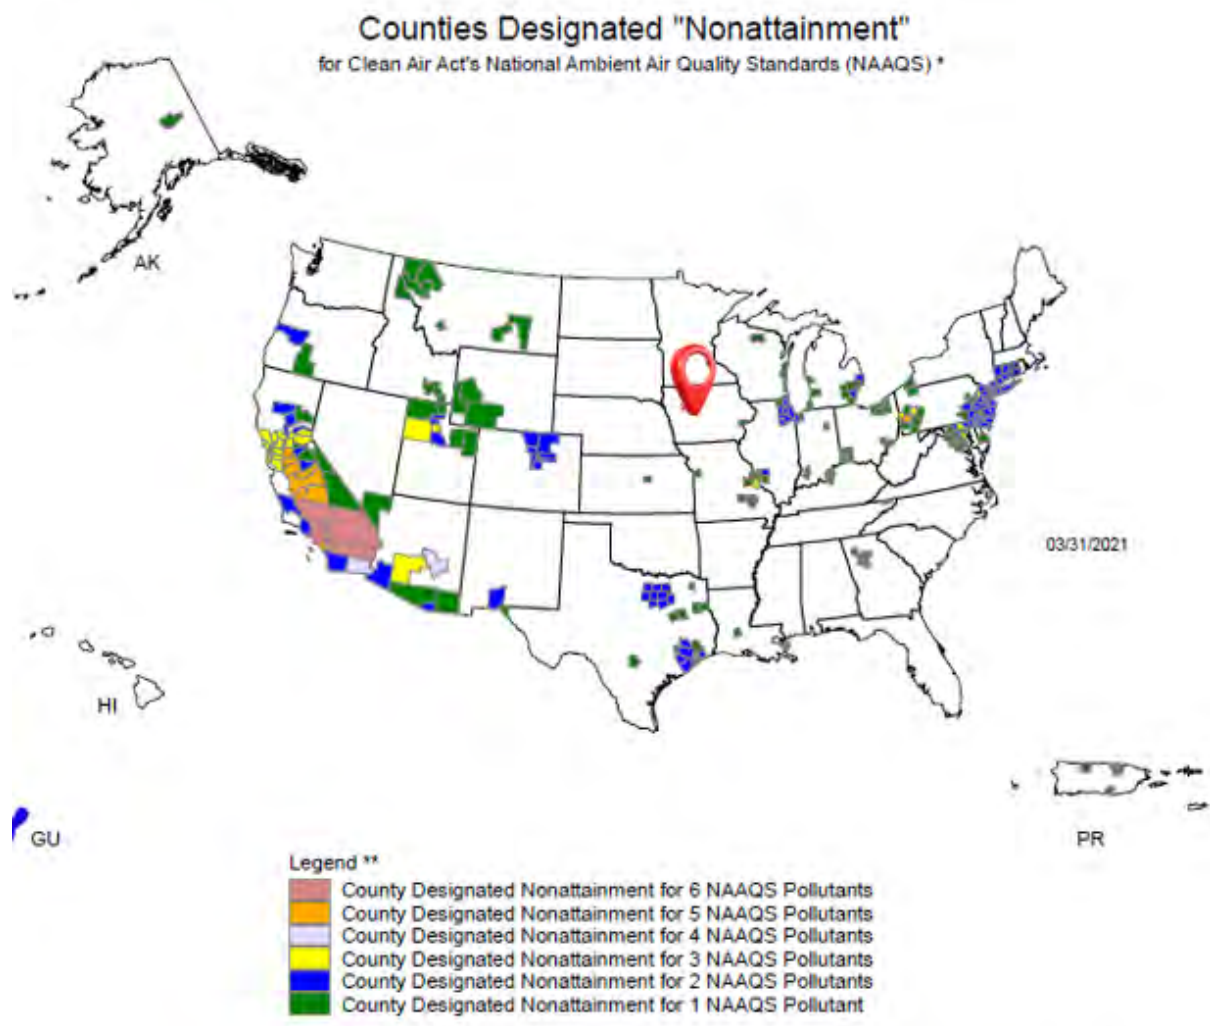 Counties Designated "Nonattainment"
for Clean Air Act's National Ambient Air Quality Standards (NAAQS) *
AK
03/31/2021
HI
GU
PR
Legend **
County Designated Nonattainment for 6 NAAQS Pollutants
County Designated Nonattainment for 5 NAAQS Pollutants
County Designated Nonattainment for 4 NAAQS Pollutants
County Designated Nonattainment for 3 NAAQS Pollutants
County Designated Nonattainment for 2 NAAQS Pollutants
County Designated Nonattainment for 1 NAAQS Pollutant